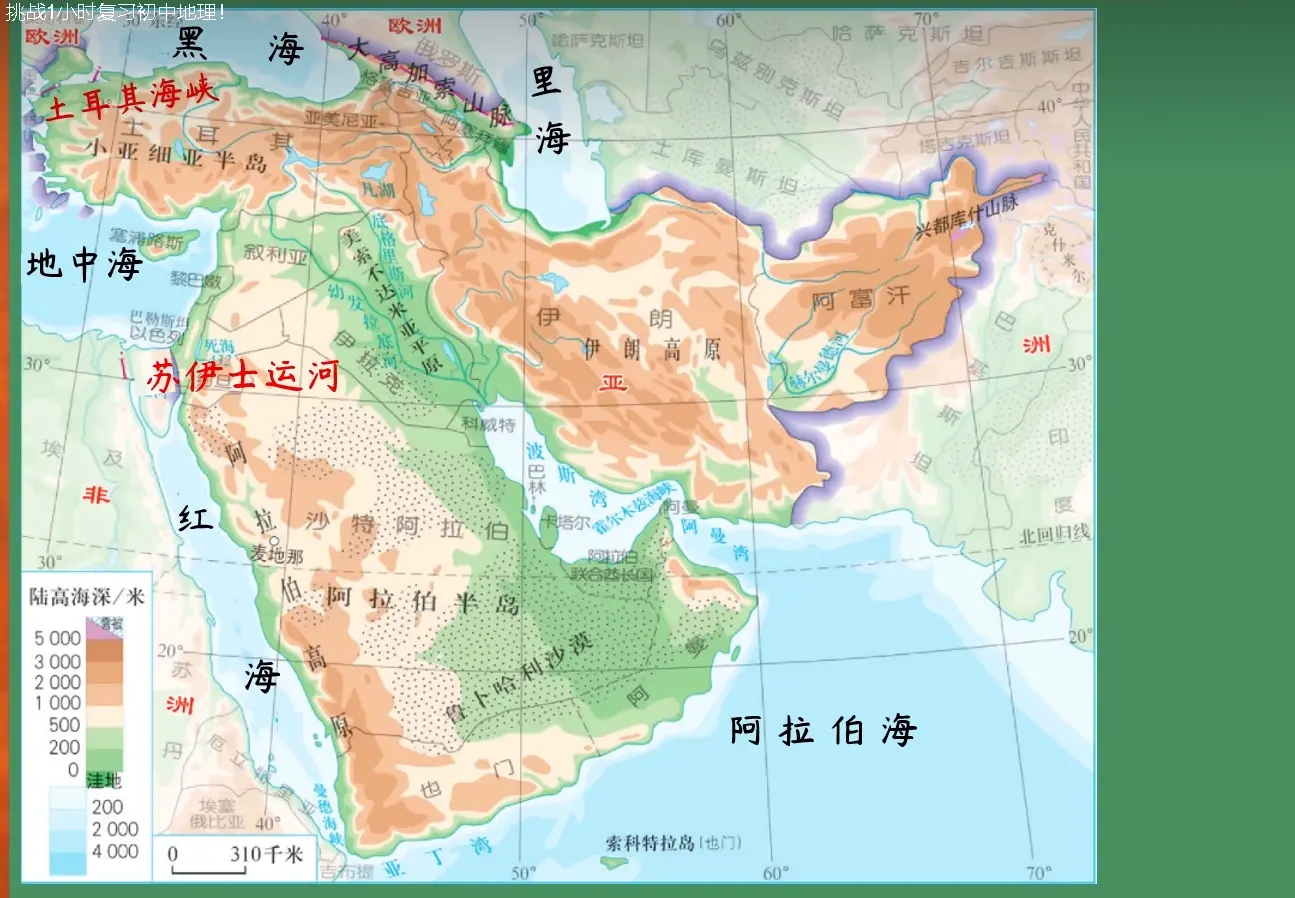 挑战1小时复习初中地理！
欧洲
40°
欧洲
50°
60°
70°
黑海
大高加索山脉
俄罗斯
哈萨克斯坦
哈萨克斯坦
乌兹别克斯坦
吉尔吉斯斯坦
里海
土耳其海峡
格鲁吉亚
亚美尼亚
阿塞拜疆
土库曼斯坦
塔吉克斯坦
40°
中华人民共和国
土耳其
小亚细亚半岛
凡湖
兴都库什山脉
克什米尔
地中海
塞浦路斯
叙利亚
黎巴嫩
美索不达米亚平原
底格里斯河
幼发拉底河
巴勒斯坦
以色列
死海
伊拉克
伊朗
伊朗高原
阿富汗
赫尔曼德河
巴基斯坦
亚
洲
30°
30°
苏伊士运河
科威特
埃及
非
洲
红海
阿拉伯高原
沙特阿拉伯
麦地那
阿拉伯半岛
波斯湾
巴林
卡塔尔
霍尔木兹海峡
阿曼
阿曼湾
阿拉伯
联合酋长国
印度
北回归线
30°
20°
20°
鲁卜哈利沙漠
阿曼
也门
阿拉伯海
苏丹
厄立特里亚
埃塞
俄比亚
40°
曼德海峡
吉布提
亚丁湾
索科特拉岛(也门)
50°
60°
70°
陆高海深/米
5 000
3 000
2 000
1 000
500
200
0
洼地
200
2 000
4 000
0 310千米